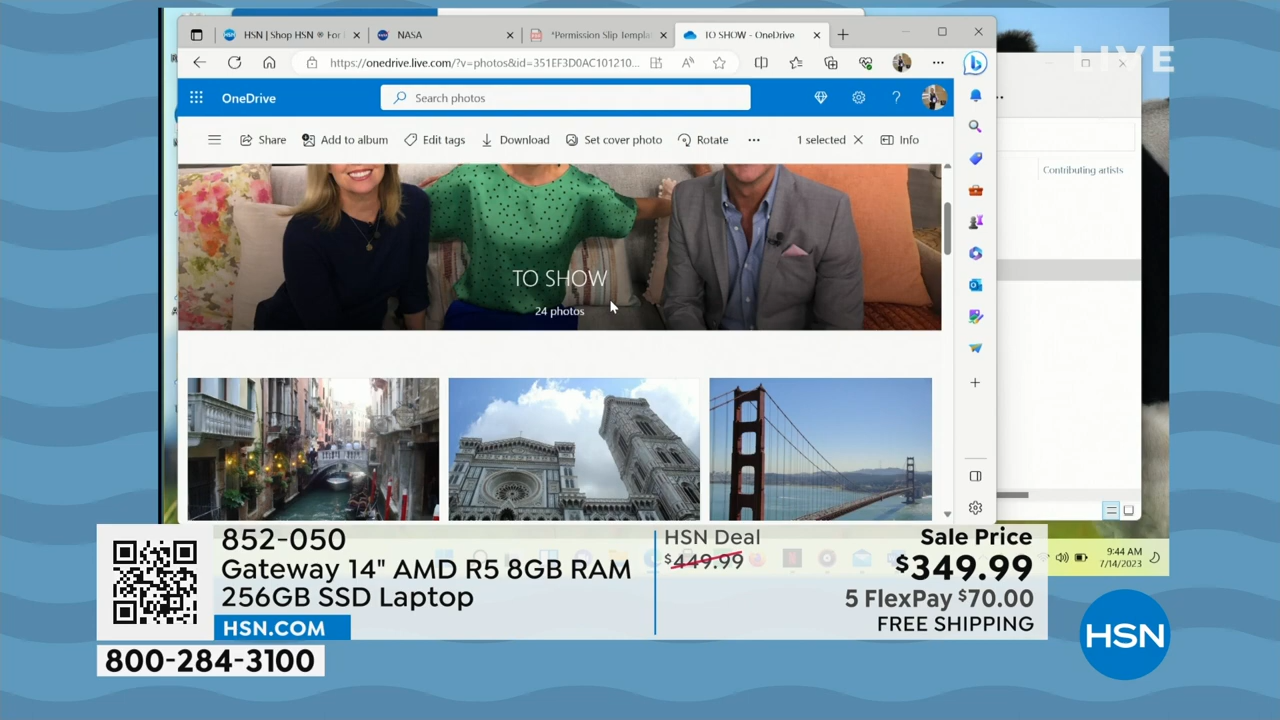 HSN | Shop HSN ® For
NASA
*Permission Slip Templa
TO SHOW - OneDrive
LIVE
https://onedrive.live.com/?v=photos&id=351EF3D0AC101210...
OneDrive
Search photos
Share
Add to album
Edit tags
Download
Set cover photo
Rotate
1 selected
Info
Contributing artists
TO SHOW
24 photos
852-050
Gateway 14" AMD R5 8GB RAM
256GB SSD Laptop
HSN.COM
800-284-3100
HSN Deal
$449.99
Sale Price
$349.99
5 FlexPay $70.00
FREE SHIPPING
9:44 AM
7/14/2023
HSN